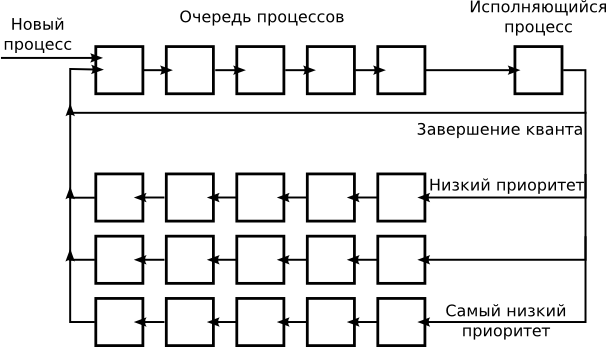 Новый
процесс
Очередь процессов
Исполняющийся
процесс
Завершение кванта
Низкий приоритет
Самый низкий
приоритет